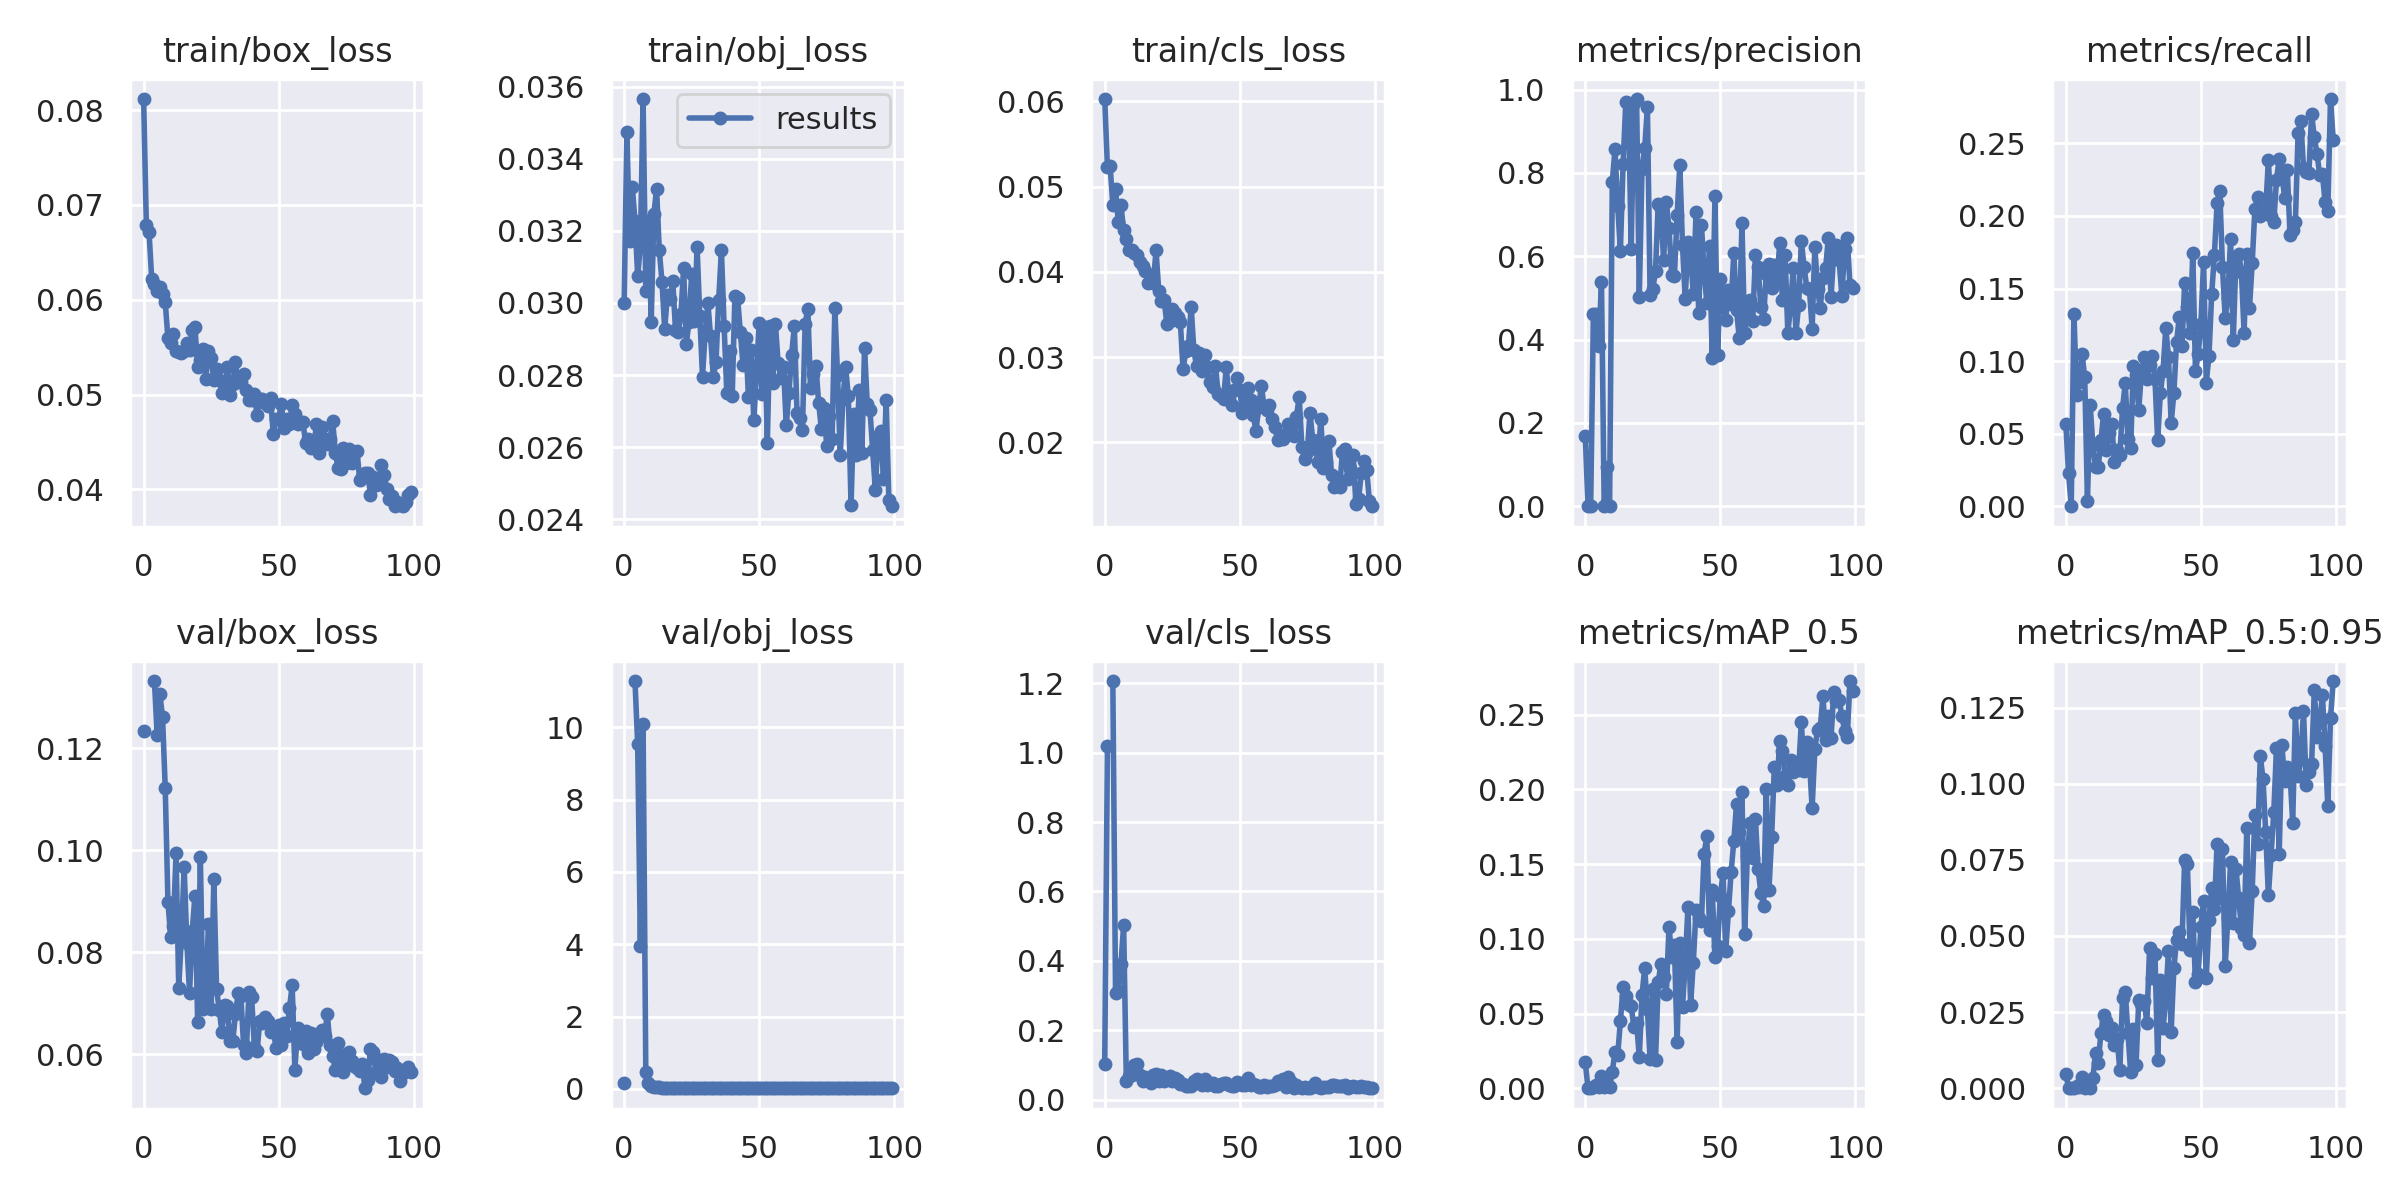 train/box_loss
0.08
0.07
0.06
0.05
0.04
0 50 100
train/obj_loss
results
0.036
0.034
0.032
0.030
0.028
0.026
0.024
0 50 100
train/cls_loss
0.06
0.05
0.04
0.03
0.02
0 50 100
metrics/precision
1.0
0.8
0.6
0.4
0.2
0.0
0 50 100
metrics/recall
0.25
0.20
0.15
0.10
0.05
0.00
0 50 100
val/box_loss
0.12
0.10
0.08
0.06
0 50 100
val/obj_loss
10
8
6
4
2
0
0 50 100
val/cls_loss
1.2
1.0
0.8
0.6
0.4
0.2
0.0
0 50 100
metrics/mAP_0.5
0.25
0.20
0.15
0.10
0.05
0.00
0 50 100
metrics/mAP_0.5:0.95
0.125
0.100
0.075
0.050
0.025
0.000
0 50 100